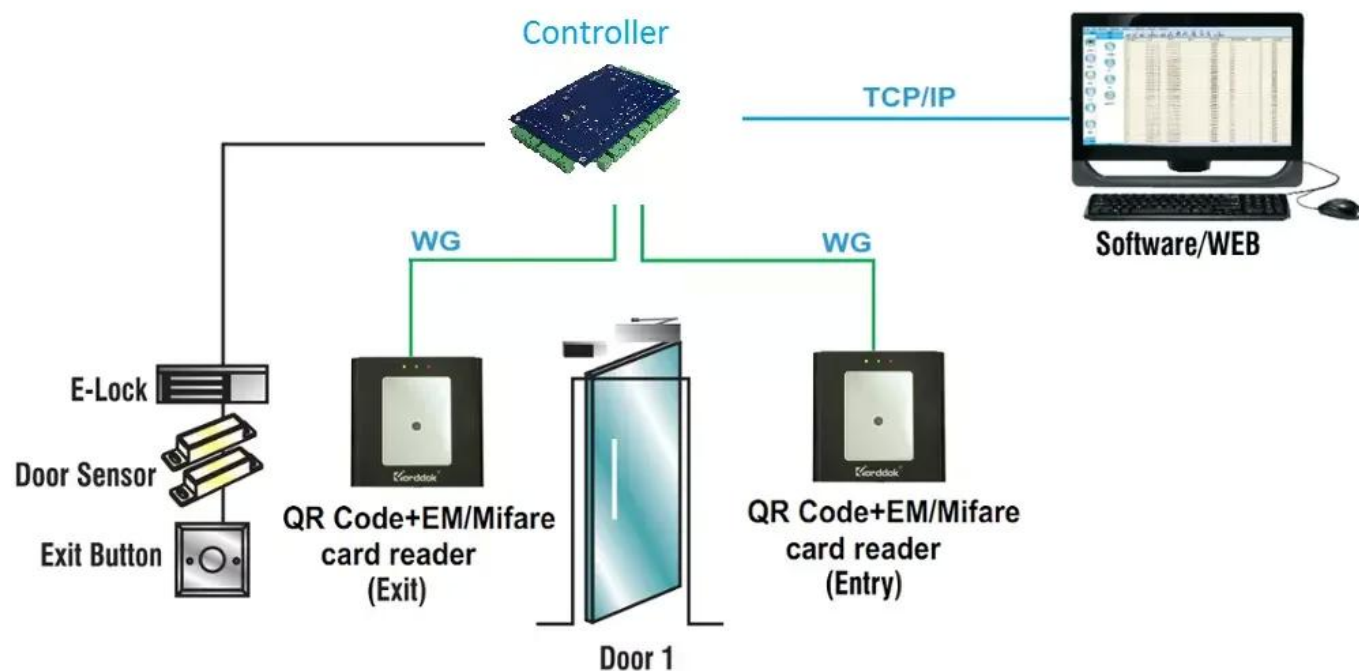 Controller
TCP/IP
Software/WEB
WG
WG
E-Lock
Door Sensor
Exit Button
QR Code+EM/Mifare
card reader
(Exit)
QR Code+EM/Mifare
card reader
(Entry)
Door 1